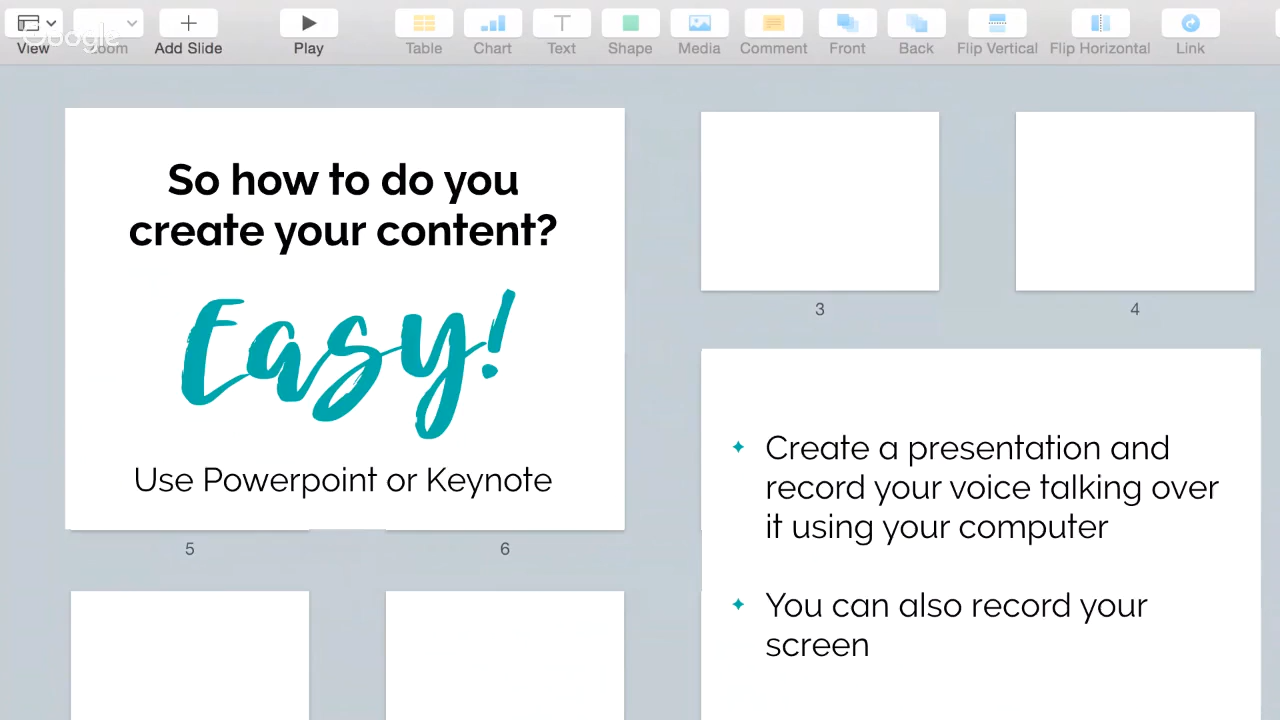 Google
View
Zoom
Add Slide
Play
Table
Chart
Text
Shape
Media
Comment
Front
Back
Flip Vertical
Flip Horizontal
Link
So how to do you
create your content?
Easy!
Use Powerpoint or Keynote
3
4
5
6
✦ Create a presentation and
record your voice talking over
it using your computer
✦ You can also record your
screen